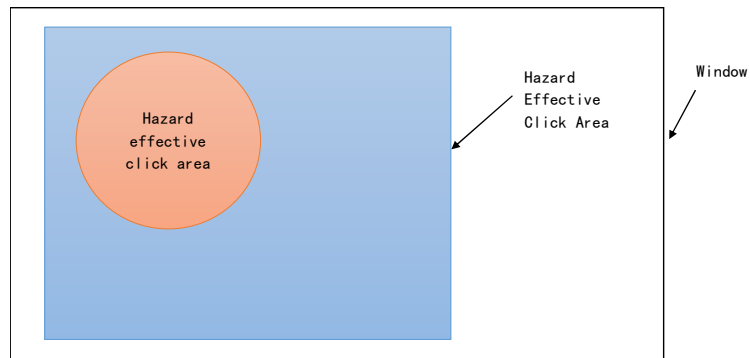 Hazard
effective
click area
Hazard
Effective
Click Area
Window